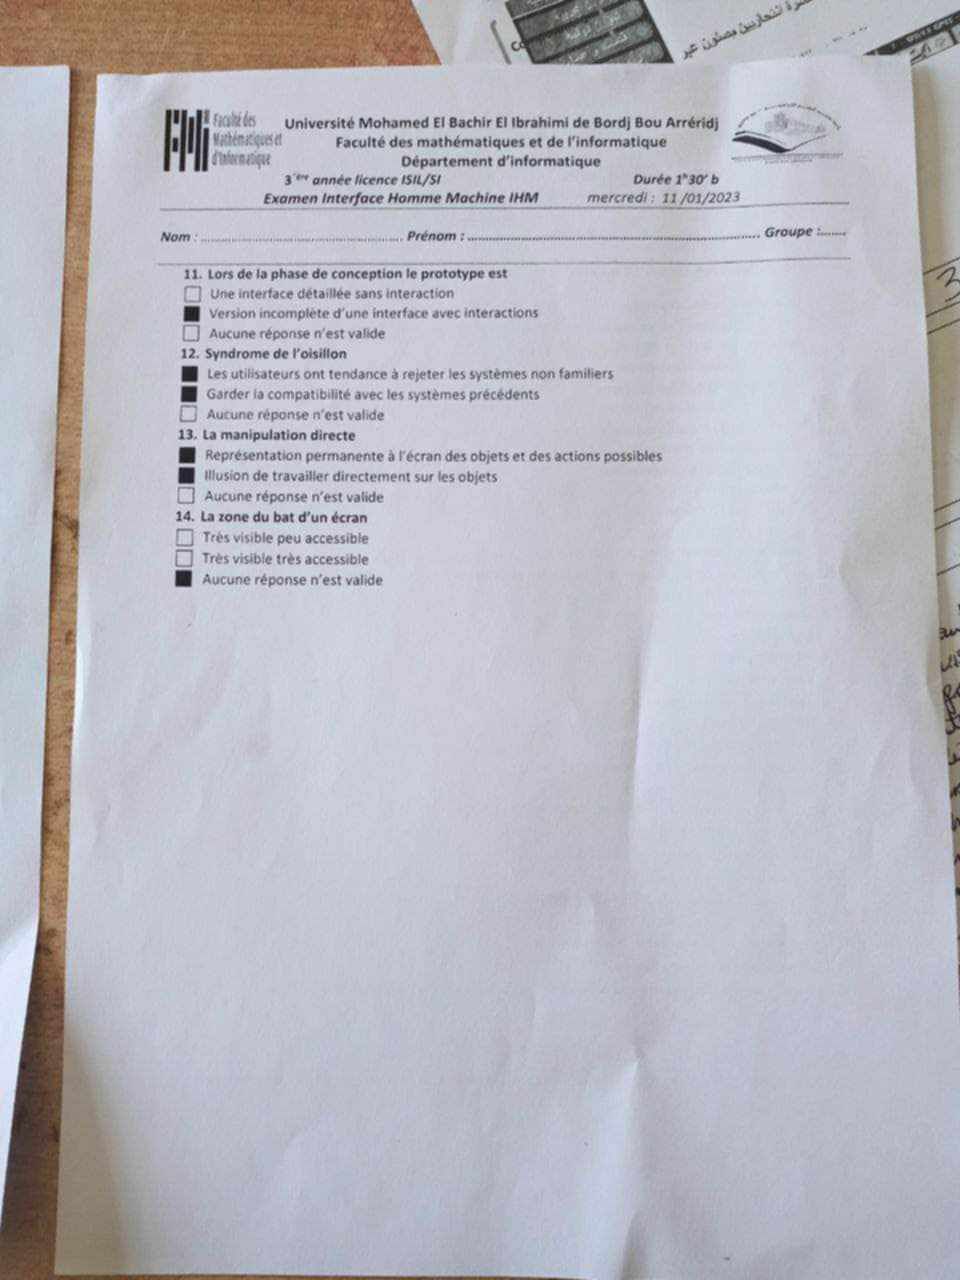 Faculté des
Mathématiques et
d'Informatique
Université Mohamed El Bachir El Ibrahimi de Bordj Bou Arréridj
Faculté des mathématiques et de l'informatique
Département d'informatique
3ère année licence ISIL/SI Durée 1h30' b
Examen Interface Homme Machine IHM mercredi : 11 /01/2023
Nom : Prénom : Groupe :
11. Lors de la phase de conception le prototype est
Une interface détaillée sans interaction
Version incomplète d'une interface avec interactions
Aucune réponse n'est valide
12. Syndrome de l'oisillon
Les utilisateurs ont tendance à rejeter les systèmes non familiers
Garder la compatibilité avec les systèmes précédents
Aucune réponse n'est valide
13. La manipulation directe
Représentation permanente à l'écran des objets et des actions possibles
Illusion de travailler directement sur les objets
Aucune réponse n'est valide
14. La zone du bat d'un écran
Très visible peu accessible
Très visible très accessible
Aucune réponse n'est valide